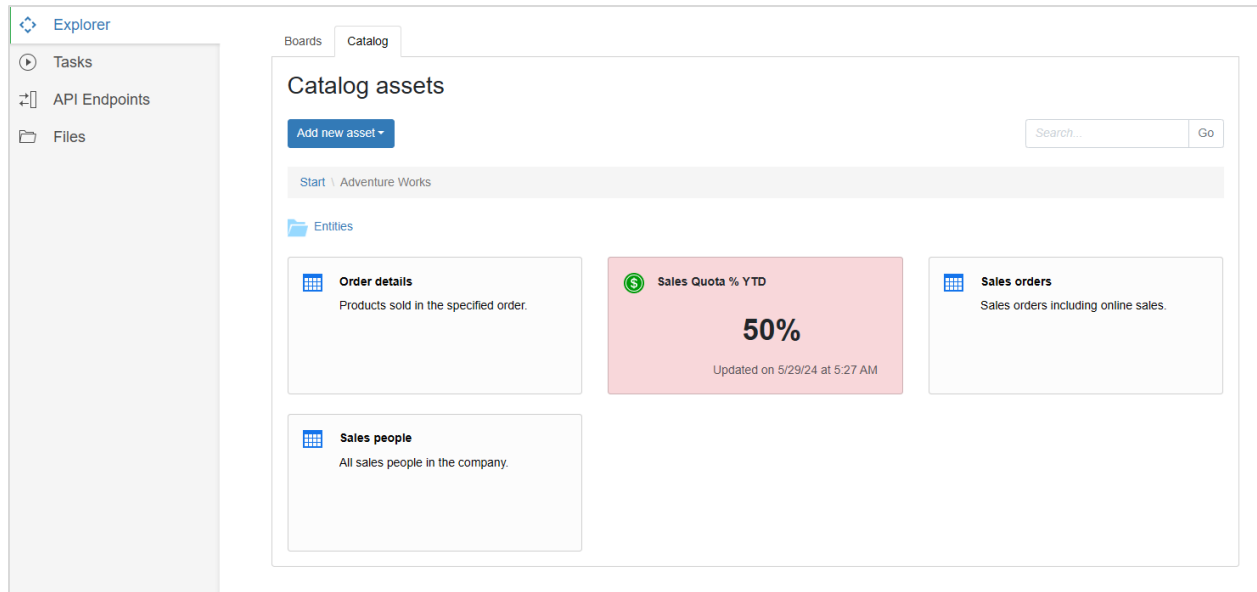 Explorer
Tasks
API Endpoints
Files
Boards
Catalog
Catalog assets
Add new asset
Search...
Go
Start \ Adventure Works
Entities
Order details
Products sold in the specified order.
Sales Quota % YTD
50%
Updated on 5/29/24 at 5:27 AM
Sales orders
Sales orders including online sales.
Sales people
All sales people in the company.